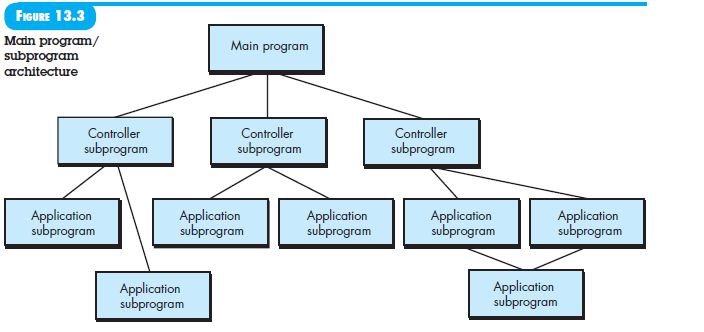 FIGURE 13.3
Main program/
subprogram
architecture
Main program
Controller
subprogram
Controller
subprogram
Controller
subprogram
Application
subprogram
Application
subprogram
Application
subprogram
Application
subprogram
Application
subprogram
Application
subprogram
Application
subprogram